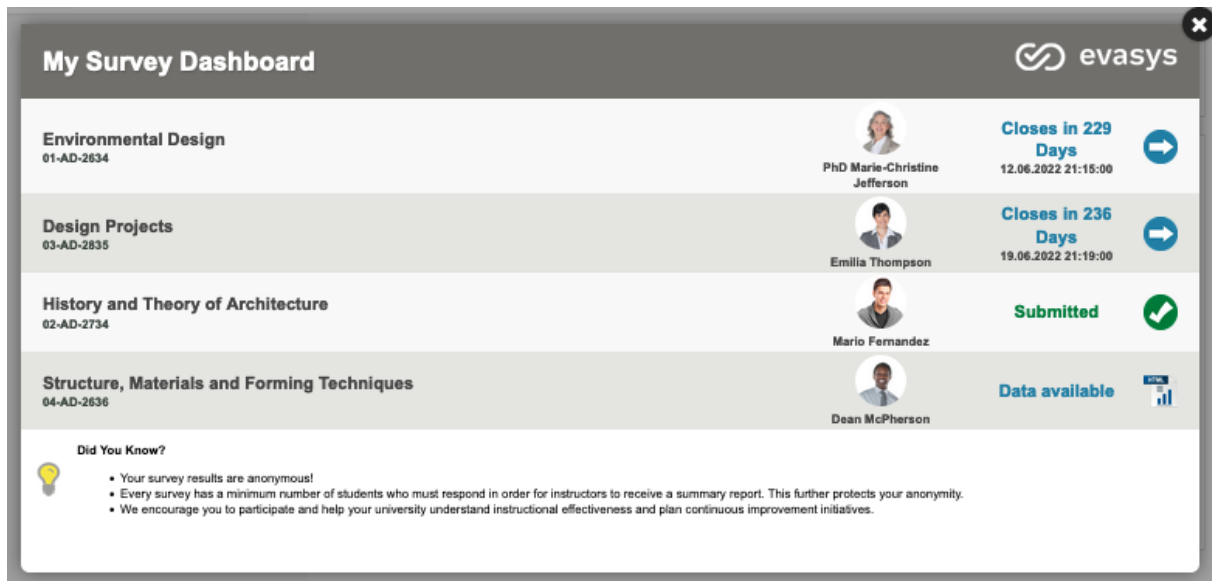 My Survey Dashboard
evasys
Environmental Design
01-AD-2634
PhD Marie-Christine
Jefferson
Closes in 229
Days
12.06.2022 21:15:00
Design Projects
03-AD-2835
Emilia Thompson
Closes in 236
Days
19.06.2022 21:19:00
History and Theory of Architecture
02-AD-2734
Mario Fernandez
Submitted
Structure, Materials and Forming Techniques
04-AD-2636
Dean McPherson
Data available
HTML
Did You Know?
• Your survey results are anonymous!
• Every survey has a minimum number of students who must respond in order for instructors to receive a summary report. This further protects your anonymity.
• We encourage you to participate and help your university understand instructional effectiveness and plan continuous improvement initiatives.